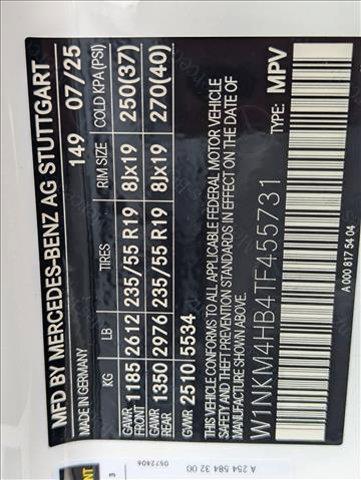 MFD BY MERCEDES-BENZ AG STUTTGART
MADE IN GERMANY 149 07/25
KG LB TIRES RIM SIZE COLD KPA (PSI)
GAWR FRONT 1185 2612 235/55 R19 8Jx19 250(37)
GAWR REAR 1350 2976 235/55 R19 8Jx19 270(40)
GVWR 2510 5534
THIS VEHICLE CONFORMS TO ALL APPLICABLE FEDERAL MOTOR VEHICLE
SAFETY AND THEFT PREVENTION STANDARDS IN EFFECT ON THE DATE OF
MANUFACTURE SHOWN ABOVE.
W1NKM4HB4TF455731 TYPE: MPV
A 000 817 54 04
A 254 584 32 00
0572406